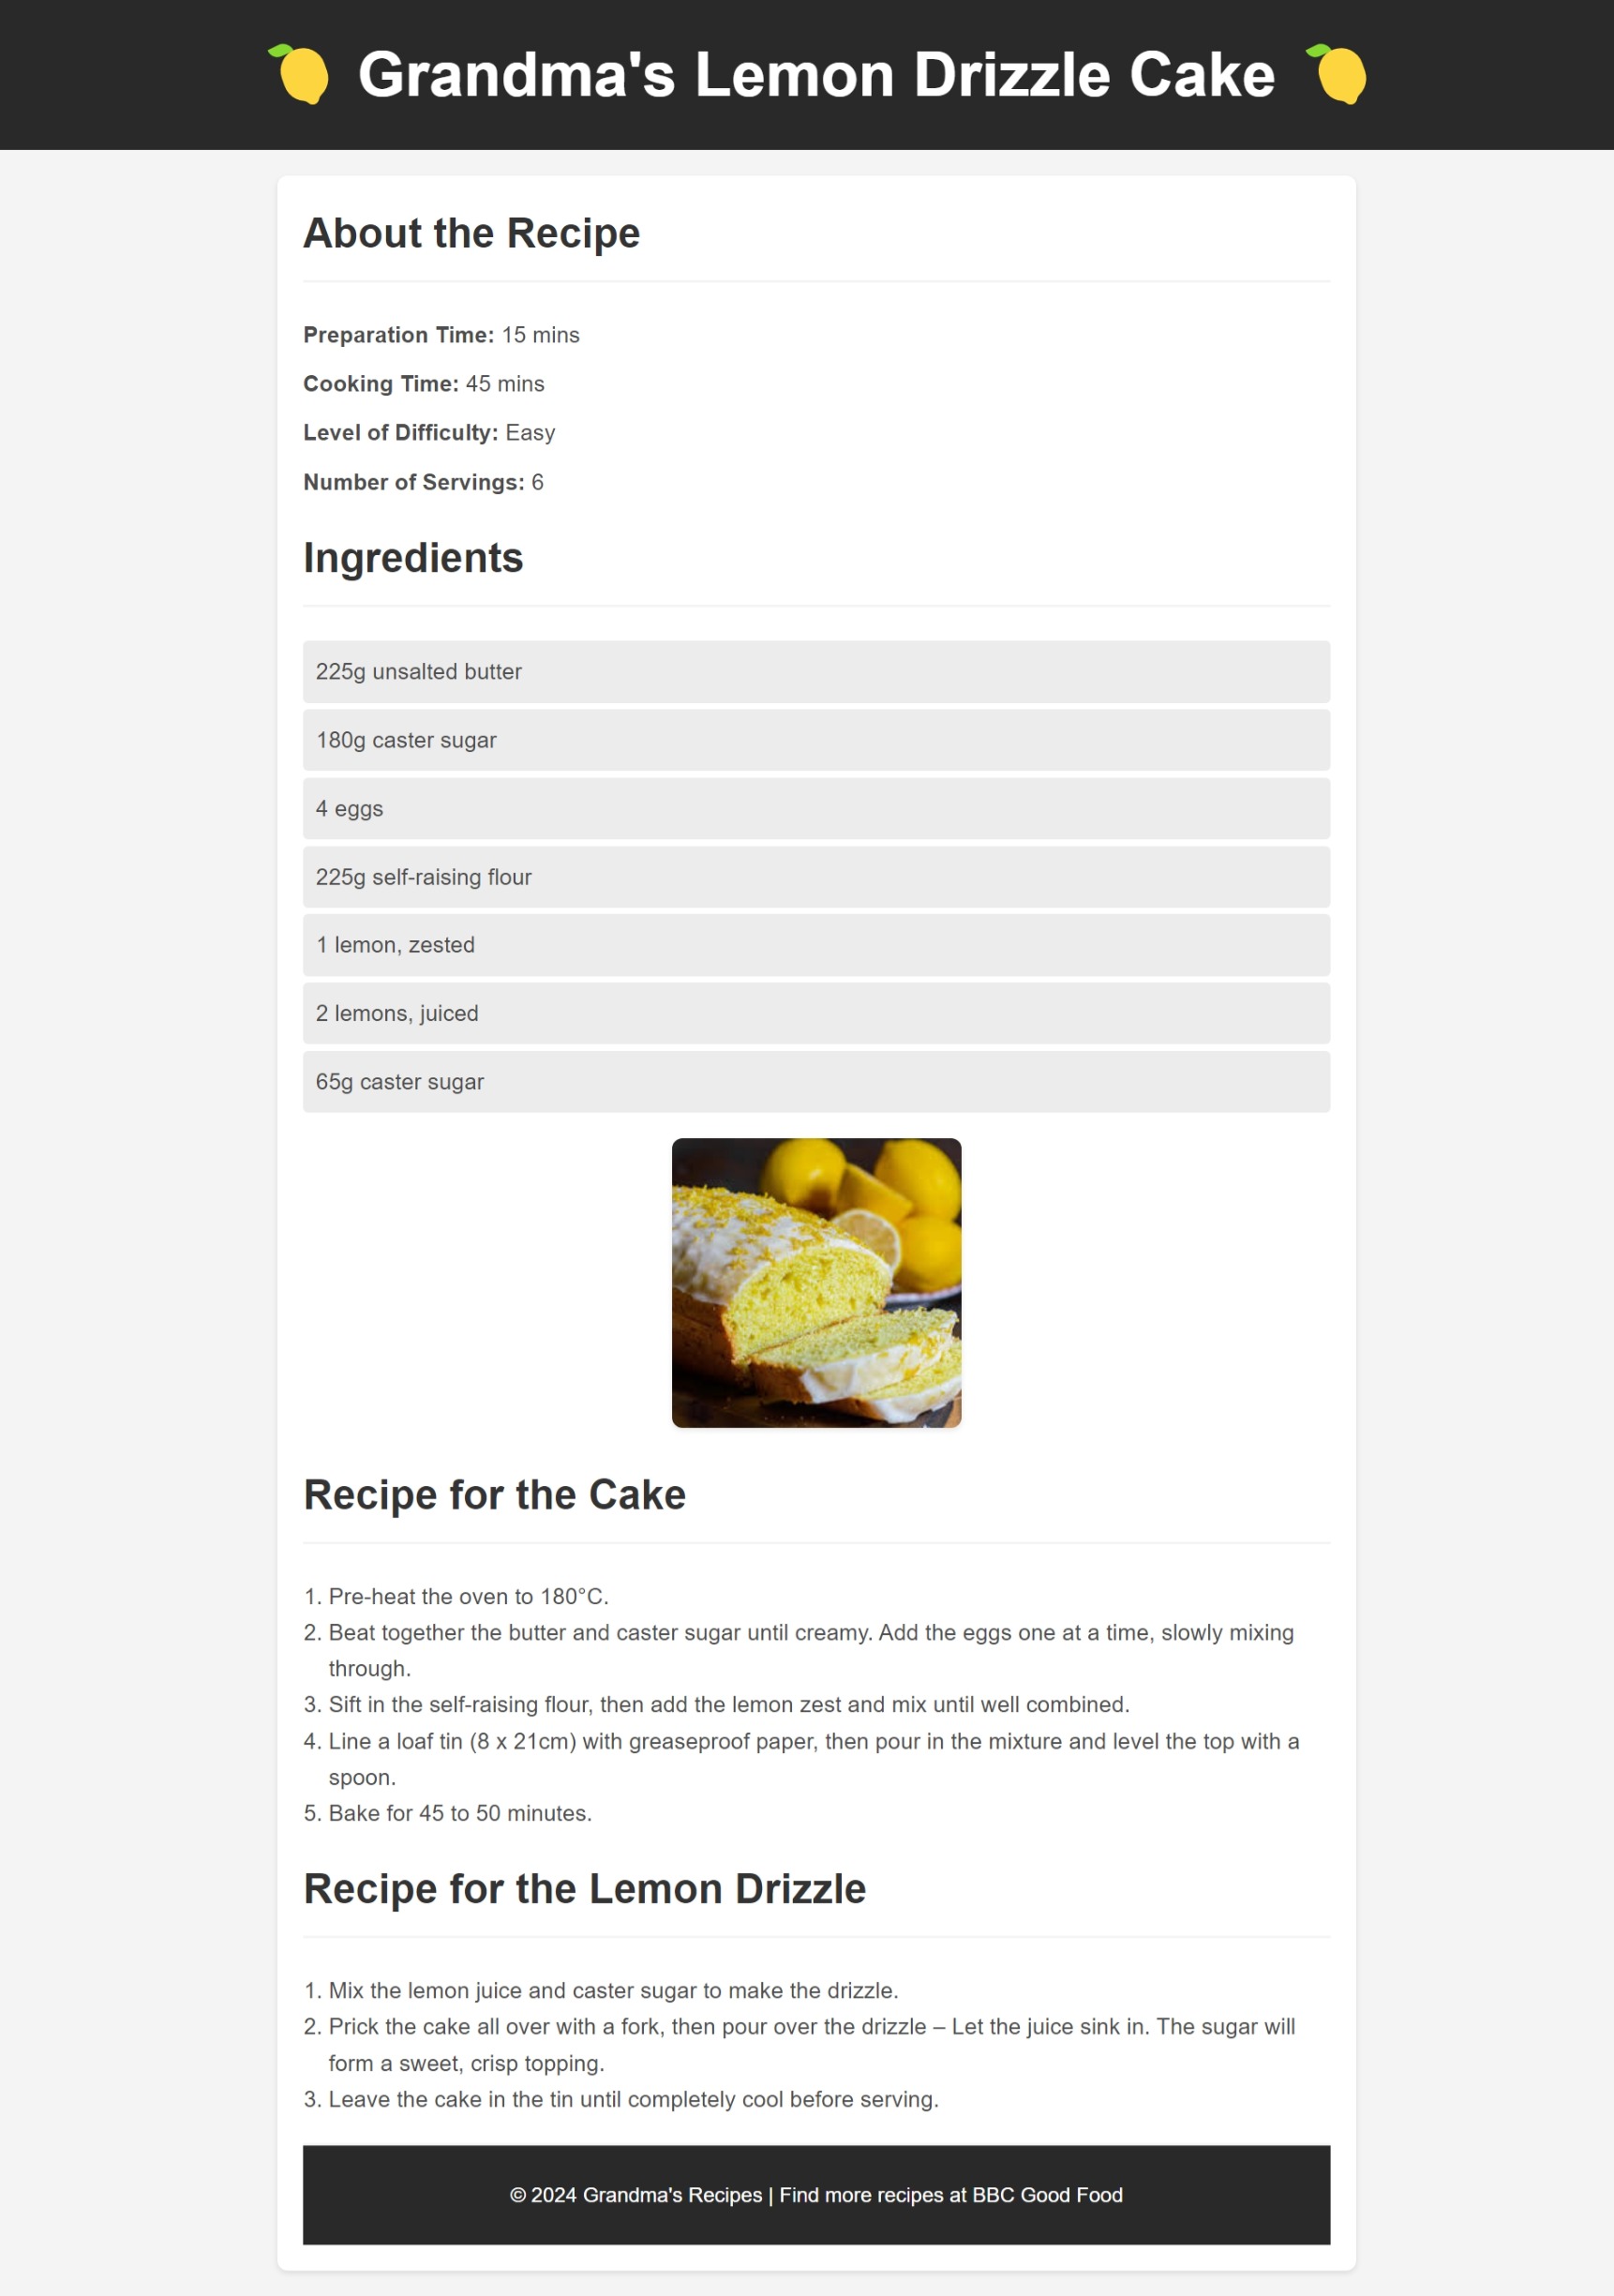 Grandma's Lemon Drizzle Cake
About the Recipe
Preparation Time: 15 mins
Cooking Time: 45 mins
Level of Difficulty: Easy
Number of Servings: 6
Ingredients
225g unsalted butter
180g caster sugar
4 eggs
225g self-raising flour
1 lemon, zested
2 lemons, juiced
65g caster sugar
Recipe for the Cake
1. Pre-heat the oven to 180°C.
2. Beat together the butter and caster sugar until creamy. Add the eggs one at a time, slowly mixing
through.
3. Sift in the self-raising flour, then add the lemon zest and mix until well combined.
4. Line a loaf tin (8 x 21cm) with greaseproof paper, then pour in the mixture and level the top with a
spoon.
5. Bake for 45 to 50 minutes.
Recipe for the Lemon Drizzle
1. Mix the lemon juice and caster sugar to make the drizzle.
2. Prick the cake all over with a fork, then pour over the drizzle – Let the juice sink in. The sugar will
form a sweet, crisp topping.
3. Leave the cake in the tin until completely cool before serving.
© 2024 Grandma's Recipes | Find more recipes at BBC Good Food